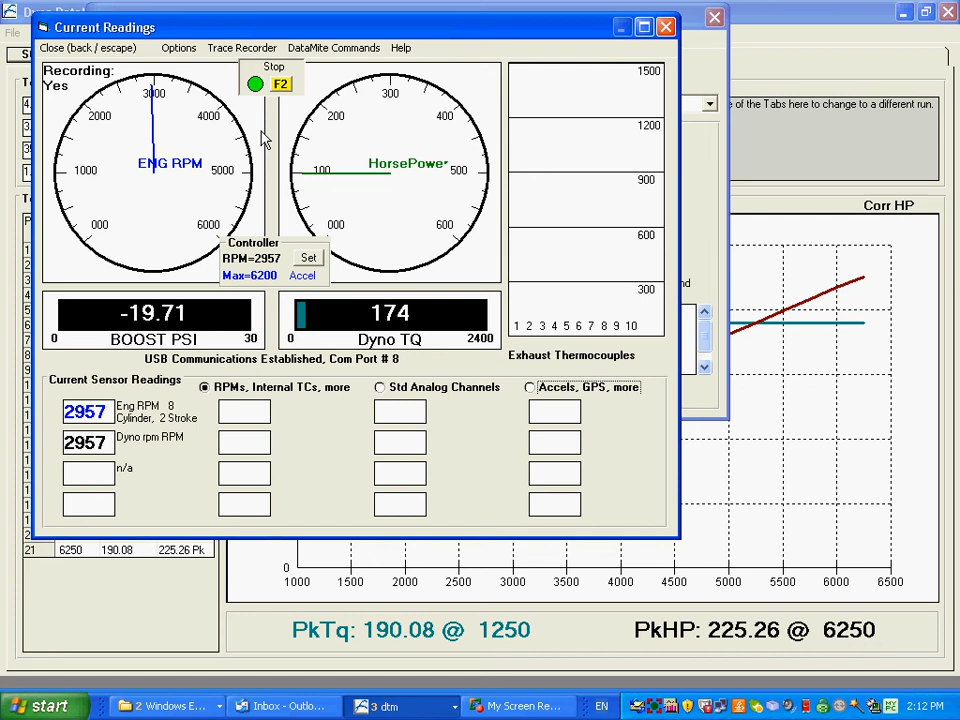 Current Readings
Close (back / escape) Options Trace Recorder DataMite Commands Help
Recording:
Yes
Stop
F2
000 1000 2000 3000 4000 5000 6000
ENG RPM
000 100 200 300 400 500 600
HorsePower
Controller
RPM=2957 Set
Max=6200 Accel
1500
1200
900
600
300
1 2 3 4 5 6 7 8 9 10
Exhaust Thermocouples
-19.71
0 BOOST PSI 30
174
0 Dyno TQ 2400
USB Communications Established, Com Port # 8
Current Sensor Readings RPMs, Internal TCs, more Std Analog Channels Accels, GPS, more
2957 Eng RPM 8
Cylinder, 2 Stroke
2957 Dyno rpm RPM
n/a
File
e of the Tabs here to change to a different run.
Corr HP
nd
21 6250 190.08 225.26 Pk
0
1000 1500 2000 2500 3000 3500 4000 4500 5000 5500 6000 6500
PkTq: 190.08 @ 1250 PkHP: 225.26 @ 6250
start 2 Windows E... Inbox - Outlo... 3 dtm My Screen Re... EN 2:12 PM